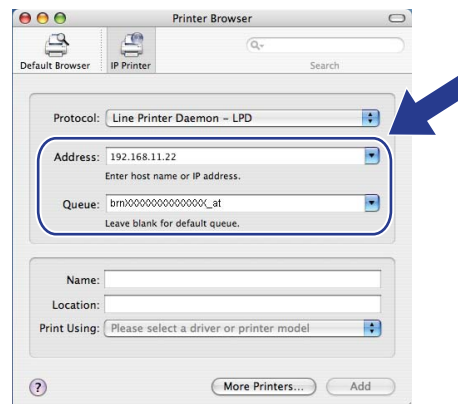 Printer Browser
Default Browser IP Printer Search
Protocol: Line Printer Daemon – LPD
Address: 192.168.11.22
Enter host name or IP address.
Queue: brnXXXXXXXXXXXX_at
Leave blank for default queue.
Name:
Location:
Print Using: Please select a driver or printer model
? More Printers... Add